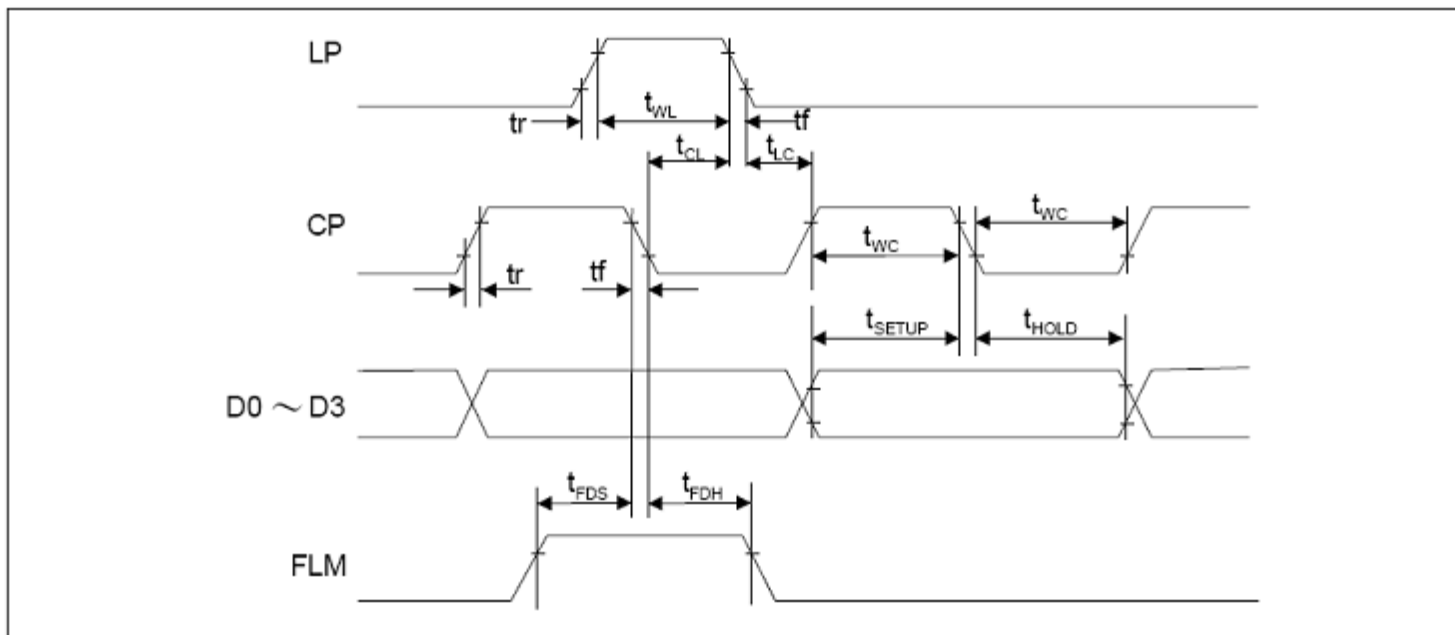 LP
tr
tWL
tf
tCL
tLC
CP
tWC
tWC
tr
tf
tSETUP
tHOLD
D0 ～ D3
tFDS
tFDH
FLM